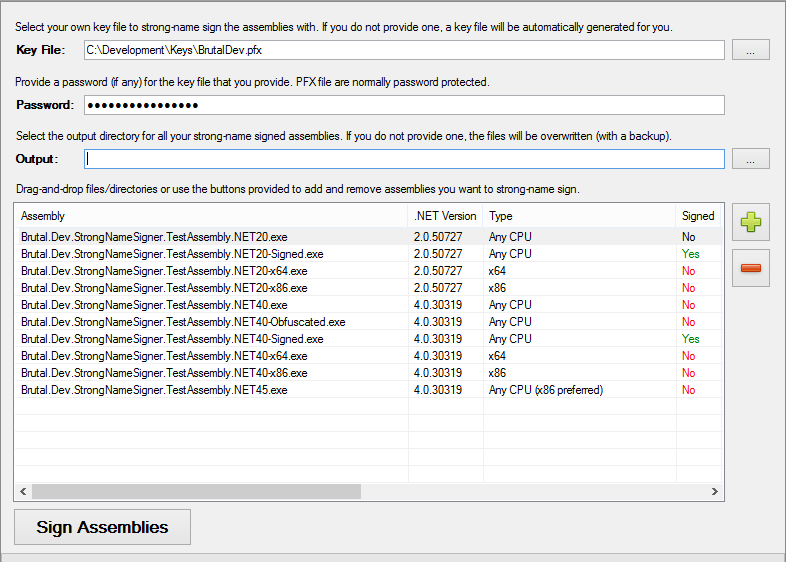 Select your own key file to strong-name sign the assemblies with. If you do not provide one, a key file will be automatically generated for you.
Key File: C:\Development\Keys\BrutalDev.pfx ...
Provide a password (if any) for the key file that you provide. PFX file are normally password protected.
Password: ●●●●●●●●●●●●●●●●
Select the output directory for all your strong-name signed assemblies. If you do not provide one, the files will be overwritten (with a backup).
Output: ...
Drag-and-drop files/directories or use the buttons provided to add and remove assemblies you want to strong-name sign.
Assembly .NET Version Type Signed
Brutal.Dev.StrongNameSigner.TestAssembly.NET20.exe 2.0.50727 Any CPU No
Brutal.Dev.StrongNameSigner.TestAssembly.NET20-Signed.exe 2.0.50727 Any CPU Yes
Brutal.Dev.StrongNameSigner.TestAssembly.NET20-x64.exe 2.0.50727 x64 No
Brutal.Dev.StrongNameSigner.TestAssembly.NET20-x86.exe 2.0.50727 x86 No
Brutal.Dev.StrongNameSigner.TestAssembly.NET40.exe 4.0.30319 Any CPU No
Brutal.Dev.StrongNameSigner.TestAssembly.NET40-Obfuscated.exe 4.0.30319 Any CPU No
Brutal.Dev.StrongNameSigner.TestAssembly.NET40-Signed.exe 4.0.30319 Any CPU Yes
Brutal.Dev.StrongNameSigner.TestAssembly.NET40-x64.exe 4.0.30319 x64 No
Brutal.Dev.StrongNameSigner.TestAssembly.NET40-x86.exe 4.0.30319 x86 No
Brutal.Dev.StrongNameSigner.TestAssembly.NET45.exe 4.0.30319 Any CPU (x86 preferred) No
Sign Assemblies